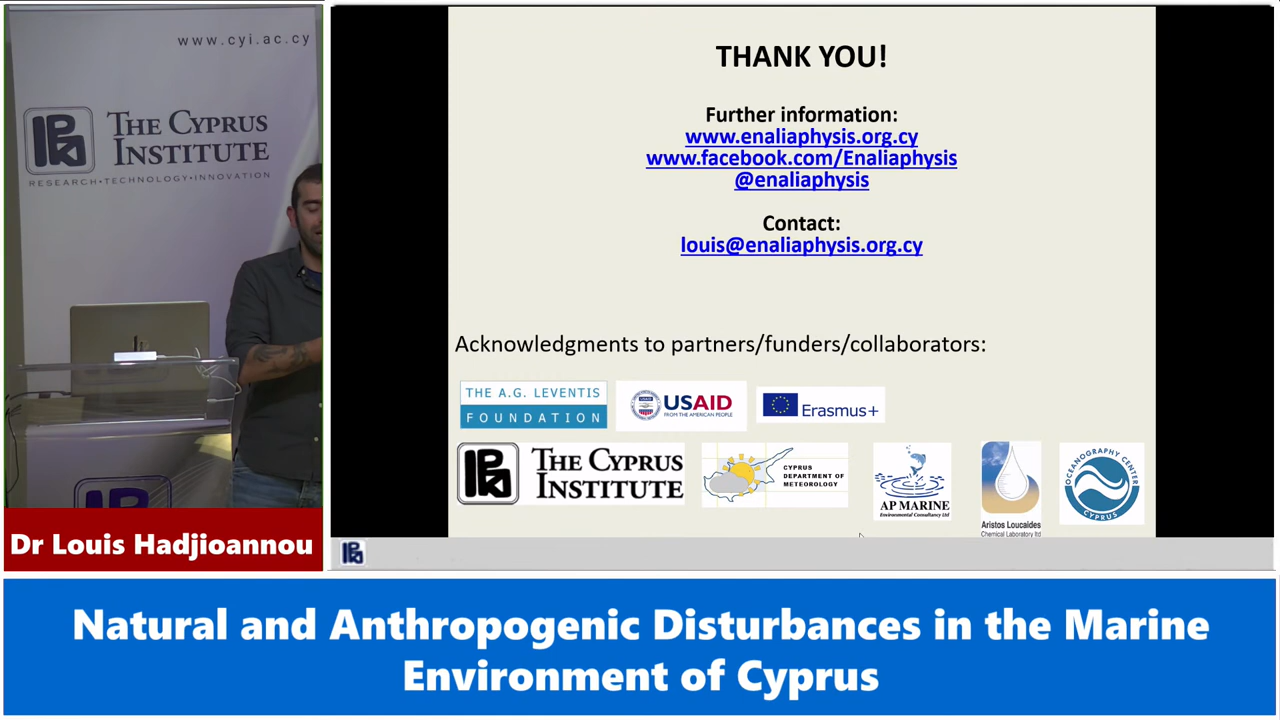 www.cyi.ac.cy
THE CYPRUS
INSTITUTE
RESEARCH•TECHNOLOGY•INNOVATION
Dr Louis Hadjioannou
THANK YOU!
Further information:
www.enaliaphysis.org.cy
www.facebook.com/Enaliaphysis
@enaliaphysis
Contact:
louis@enaliaphysis.org.cy
Acknowledgments to partners/funders/collaborators:
THE A.G. LEVENTIS
FOUNDATION
USAID
FROM THE AMERICAN PEOPLE
Erasmus+
THE CYPRUS
INSTITUTE
CYPRUS
DEPARTMENT OF
METEOROLOGY
AP MARINE
Environmental Consultancy Ltd
Aristos Loucaides
Chemical Laboratory ltd
OCEANOGRAPHY CENTER
CYPRUS
Natural and Anthropogenic Disturbances in the Marine
Environment of Cyprus